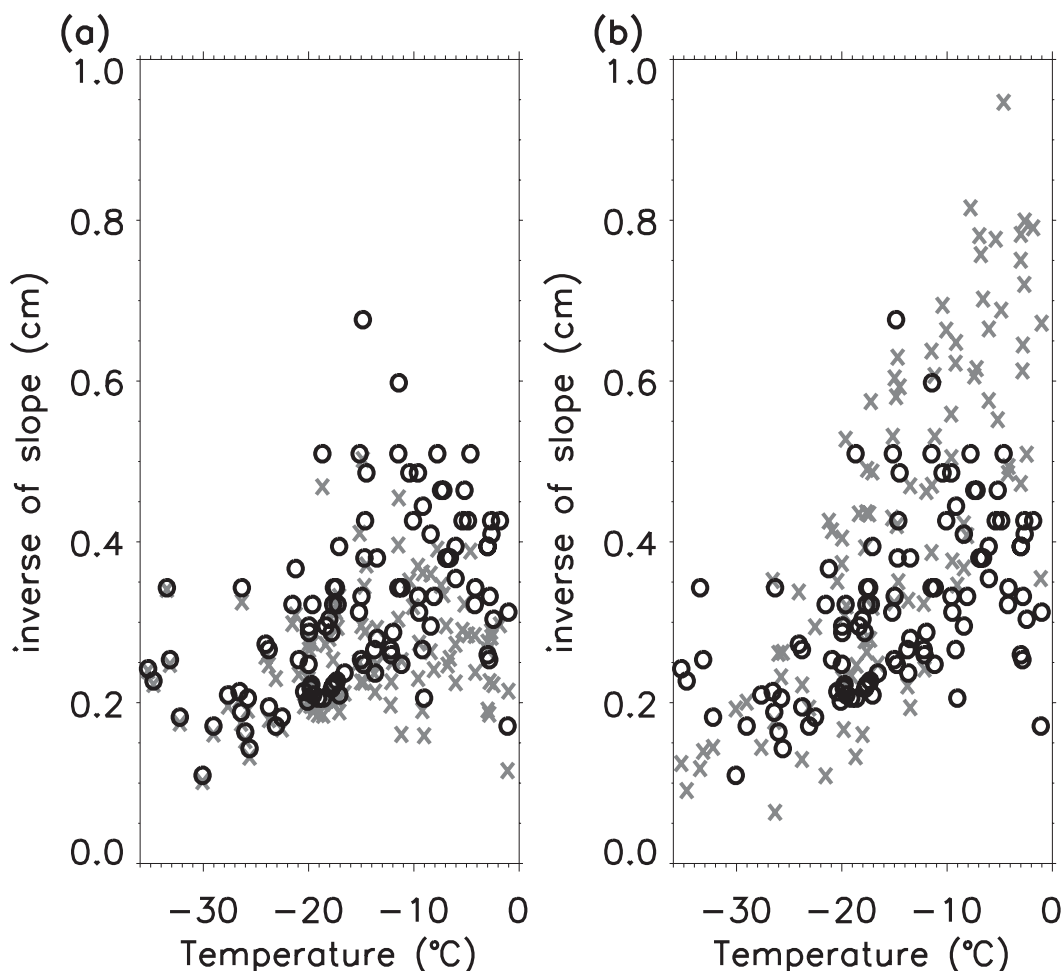 (a) (b)
1.0 1.0
0.8 0.8
0.6 0.6
0.4 0.4
0.2 0.2
0.0 0.0
inverse of slope (cm) inverse of slope (cm)
−30 −20 −10 0 −30 −20 −10 0
Temperature (°C) Temperature (°C)